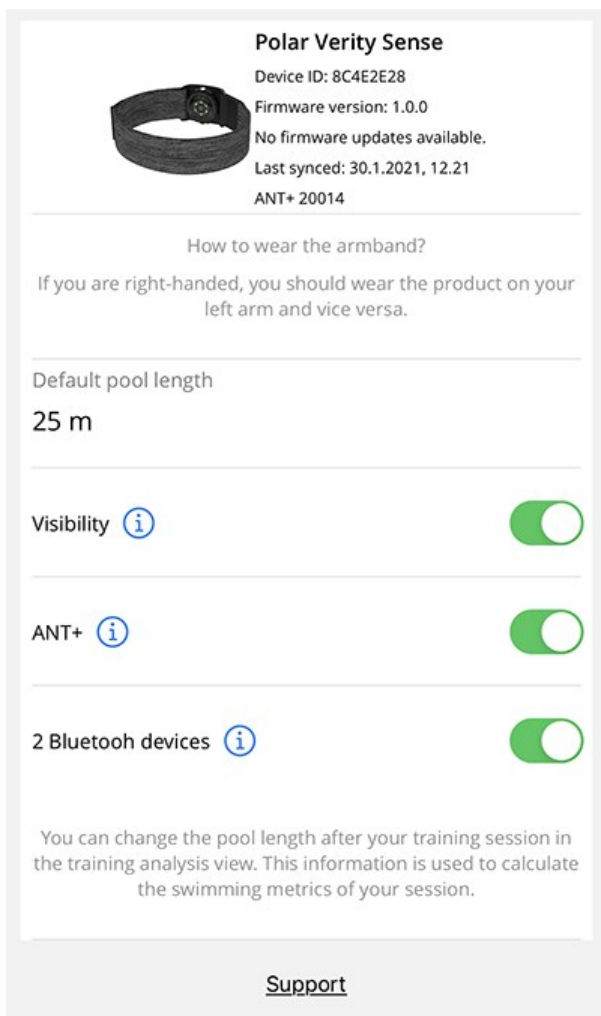 Polar Verity Sense
Device ID: 8C4E2E28
Firmware version: 1.0.0
No firmware updates available.
Last synced: 30.1.2021, 12.21
ANT+ 20014
How to wear the armband?
If you are right-handed, you should wear the product on your
left arm and vice versa.
Default pool length
25 m
Visibility
ANT+
2 Bluetooh devices
You can change the pool length after your training session in
the training analysis view. This information is used to calculate
the swimming metrics of your session.
Support